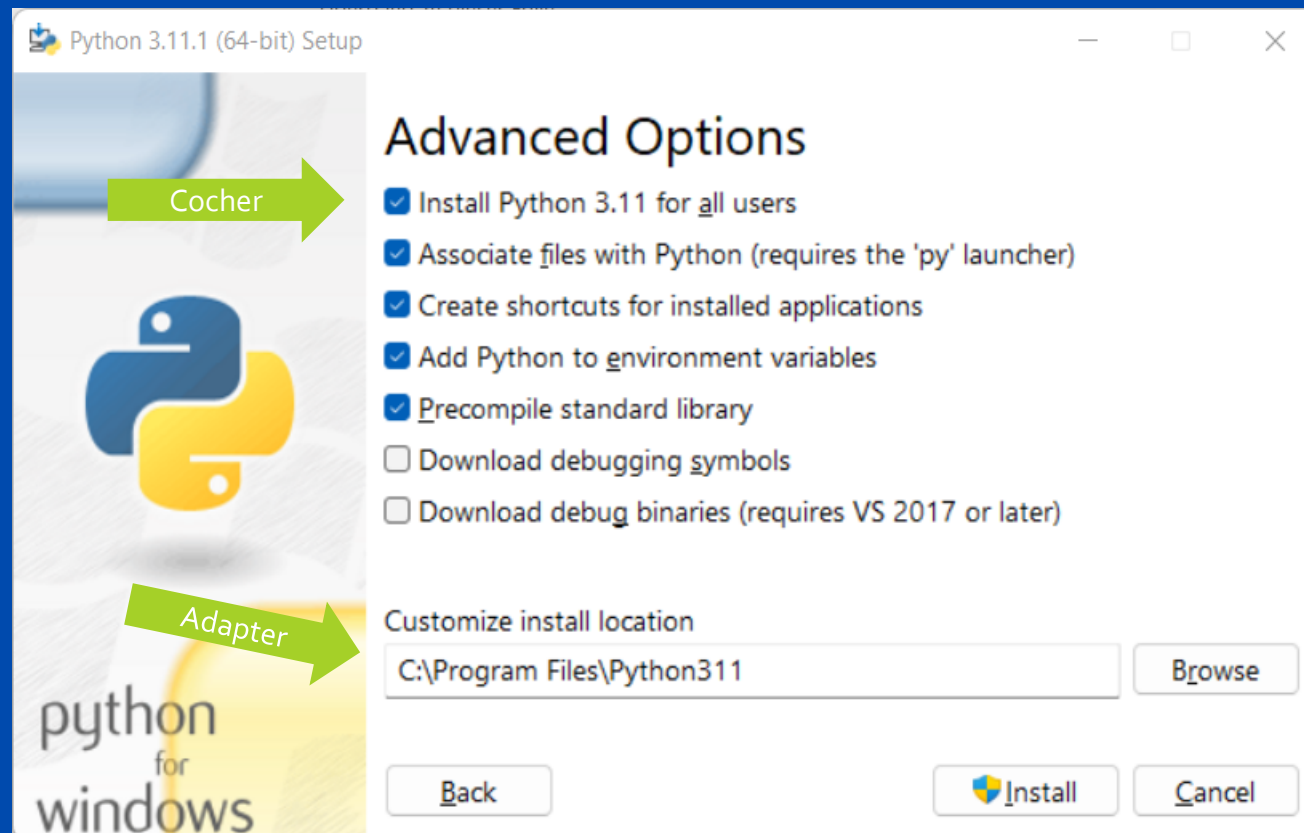 Python 3.11.1 (64-bit) Setup
Advanced Options
Cocher
Install Python 3.11 for all users
Associate files with Python (requires the 'py' launcher)
Create shortcuts for installed applications
Add Python to environment variables
Precompile standard library
Download debugging symbols
Download debug binaries (requires VS 2017 or later)
Adapter
Customize install location
C:\Program Files\Python311
Browse
python
for
windows
Back
Install
Cancel